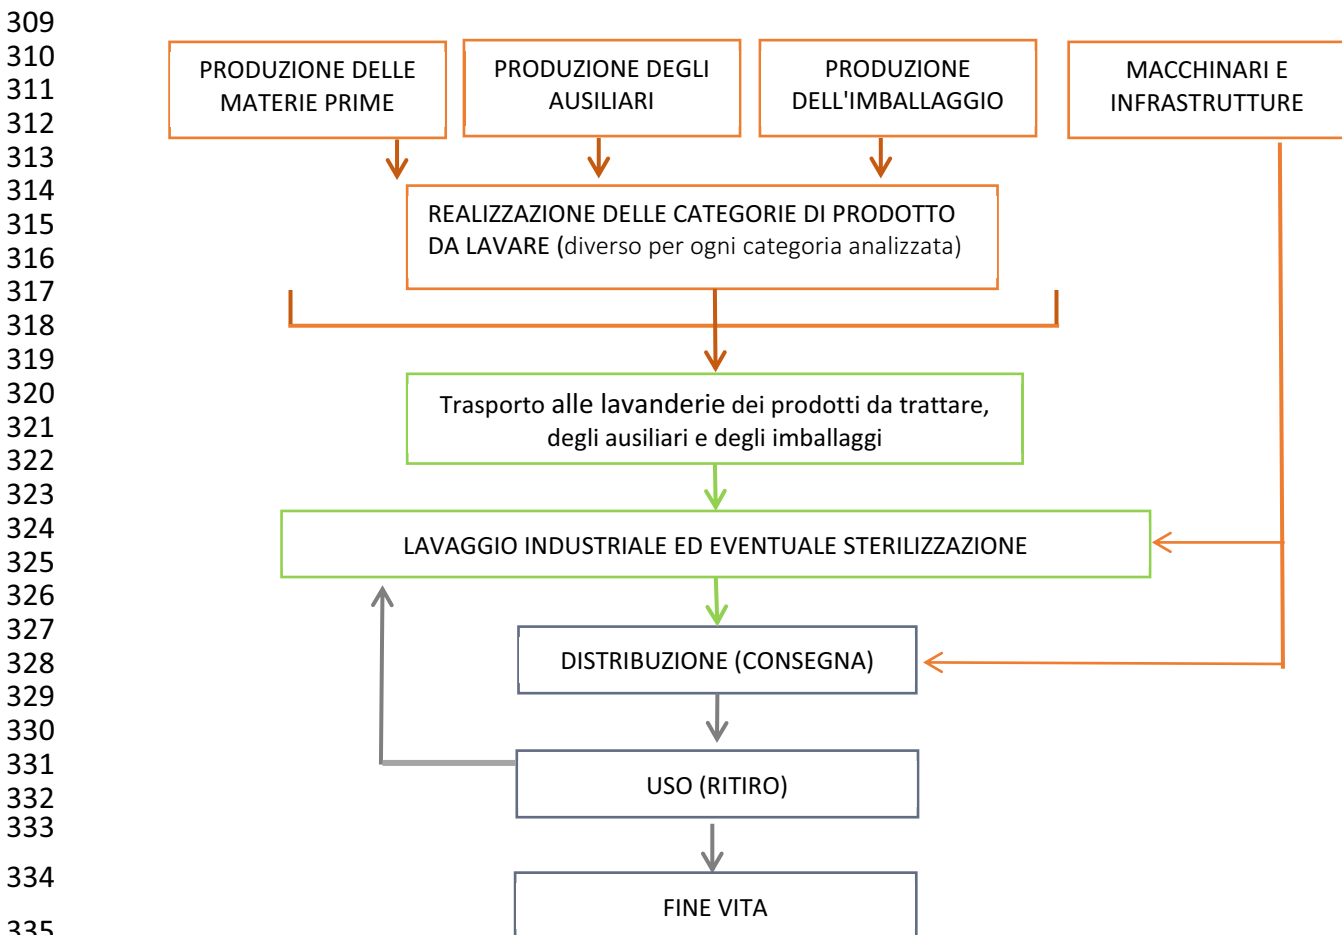 309
310
311
312
313
314
315
316
317
318
319
320
321
322
323
324
325
326
327
328
329
330
331
332
333
334
335
PRODUZIONE DELLE
MATERIE PRIME
PRODUZIONE DEGLI
AUSILIARI
PRODUZIONE
DELL'IMBALLAGGIO
MACCHINARI E
INFRASTRUTTURE
REALIZZAZIONE DELLE CATEGORIE DI PRODOTTO
DA LAVARE (diverso per ogni categoria analizzata)
Trasporto alle lavanderie dei prodotti da trattare,
degli ausiliari e degli imballaggi
LAVAGGIO INDUSTRIALE ED EVENTUALE STERILIZZAZIONE
DISTRIBUZIONE (CONSEGNA)
USO (RITIRO)
FINE VITA